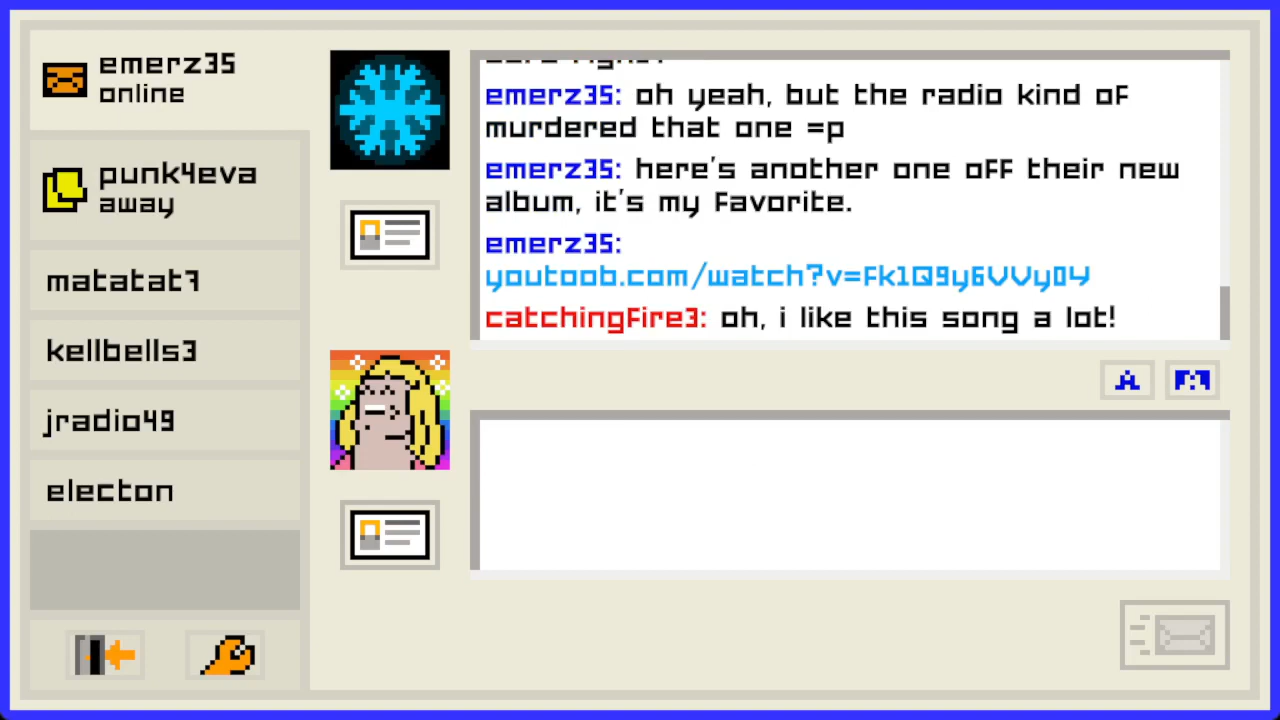 emerz35
online
punk4eva
away
matatat7
kellbells3
jradio49
electon
emerz35: oh yeah, but the radio kind of
murdered that one =p
emerz35: here's another one off their new
album, it's my favorite.
emerz35:
youtoob.com/watch?v=fk1Q9y6VVy04
catchingfire3: oh, i like this song a lot!
A